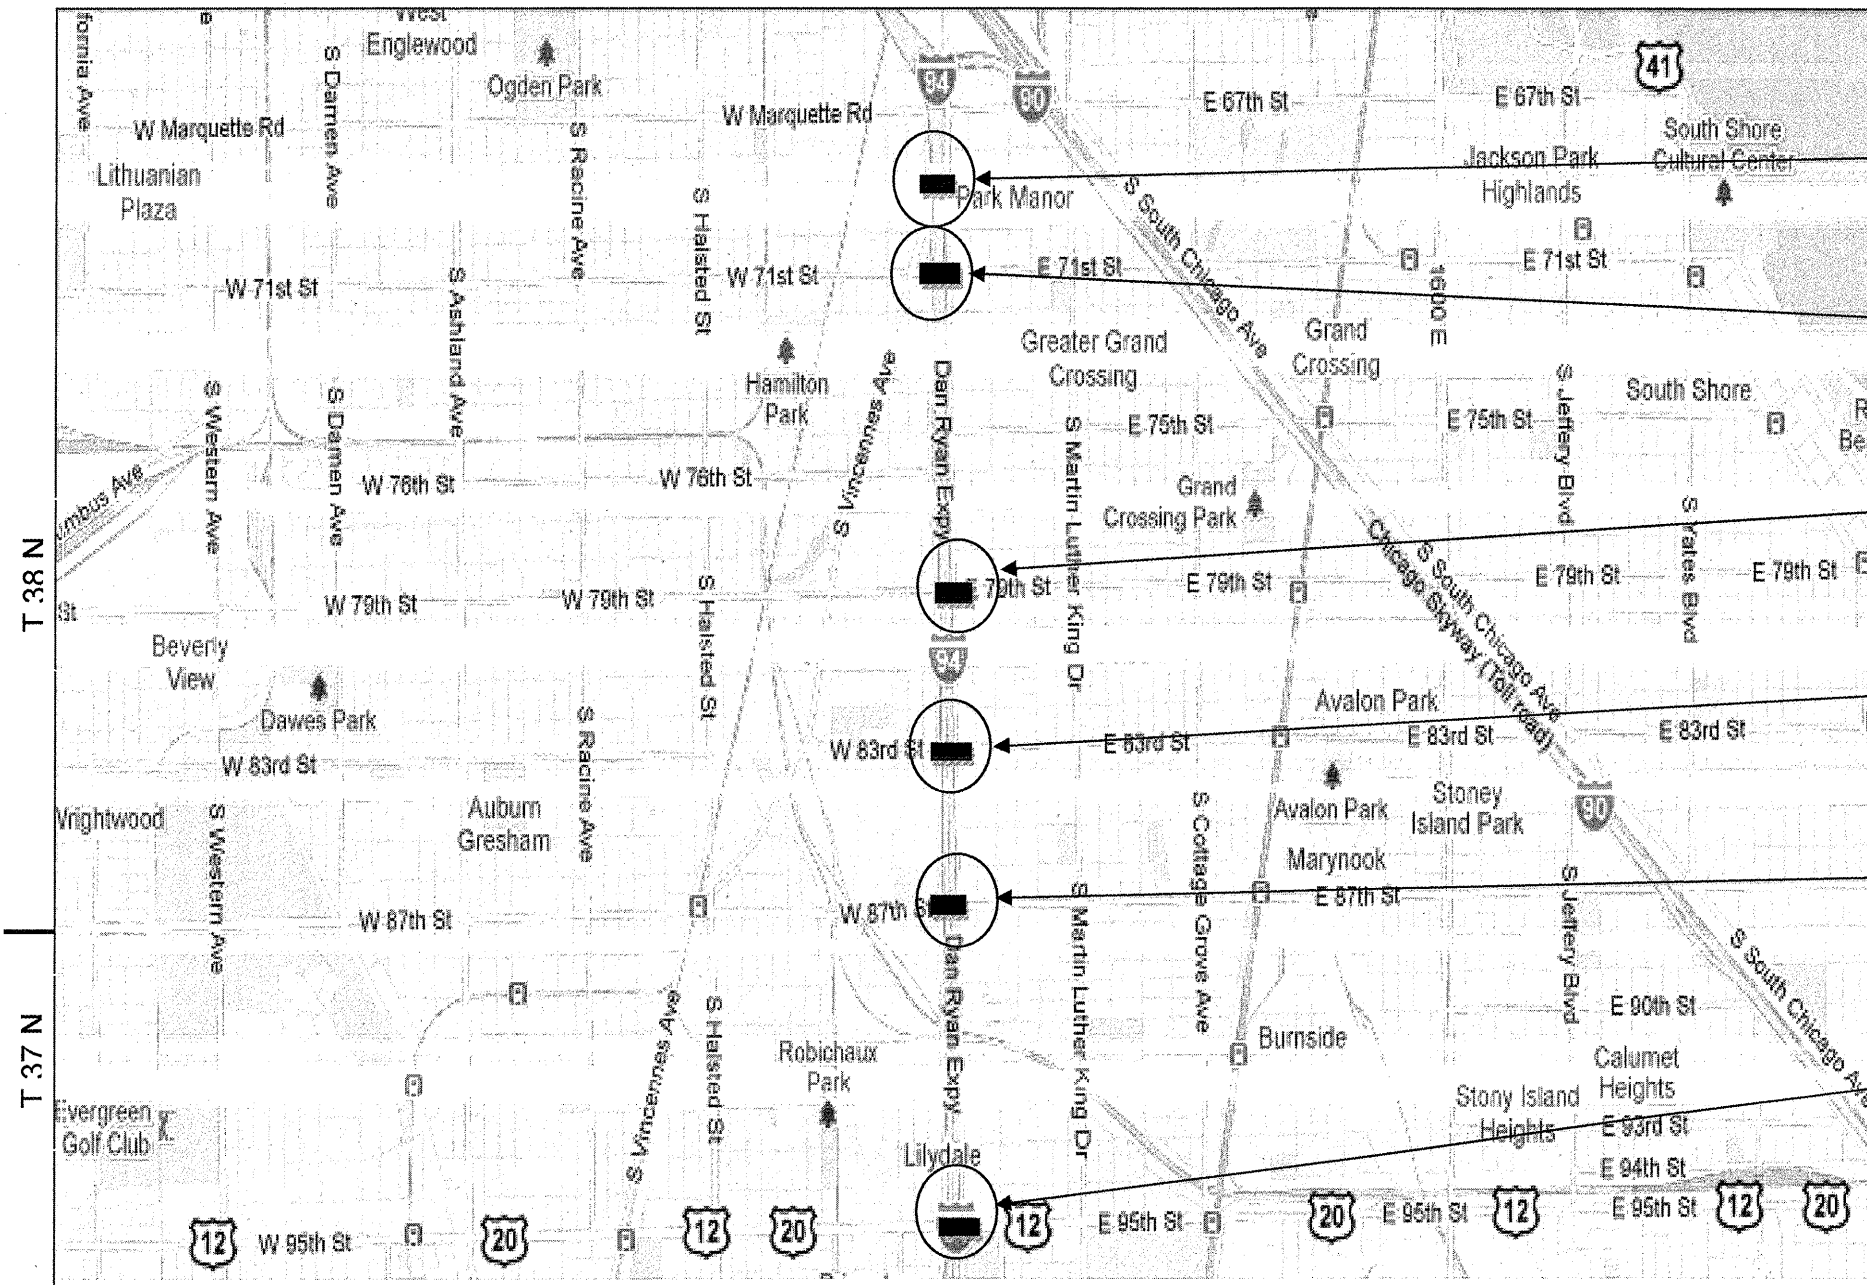 West
Englewood
Ogden Park
94
90
41
W Marquette Rd
W Marquette Rd
E 67th St
E 67th St
South Shore
Cultural Center
Jackson Park
Highlands
Lithuanian
Plaza
S Damen Ave
S Racine Ave
S Halsted St
Park Manor
S South Chicago Ave
W 71st St
W 71st St
E 71st St
E 71st St
1600 E
S Ashland Ave
Hamilton
Park
S Vincennes Ave
Dan Ryan Expy
Greater Grand
Crossing
Grand
Crossing
South Shore
S Western Ave
S Damen Ave
W 76th St
W 76th St
S Martin Luther King Dr
E 75th St
E 75th St
S Jeffery Blvd
Grand
Crossing Park
S Yates Blvd
T 38 N
W 79th St
W 79th St
E 79th St
E 79th St
E 79th St
E 79th St
St
S Halsted St
S South Chicago Ave
Chicago Skyway (Toll road)
Beverly
View
Dawes Park
94
Avalon Park
W 83rd St
W 83rd St
E 83rd St
E 83rd St
E 83rd St
S Racine Ave
Auburn
Gresham
S Western Ave
Avalon Park
Stoney
Island Park
90
Marynook
S Cottage Grove Ave
W 87th St
W 87th
E 87th St
S Jeffery Blvd
S Martin Luther King Dr
Dan Ryan Expy
S South Chicago Ave
T 37 N
E 90th St
Burnside
Calumet
Heights
Stony Island
Heights
Robichaux
Park
S Vincennes Ave
S Halsted St
Evergreen
Golf Club
E 93rd St
E 94th St
Lilydale
12
W 95th St
20
12
20
12
E 95th St
20
E 95th St
12
E 95th St
12
20